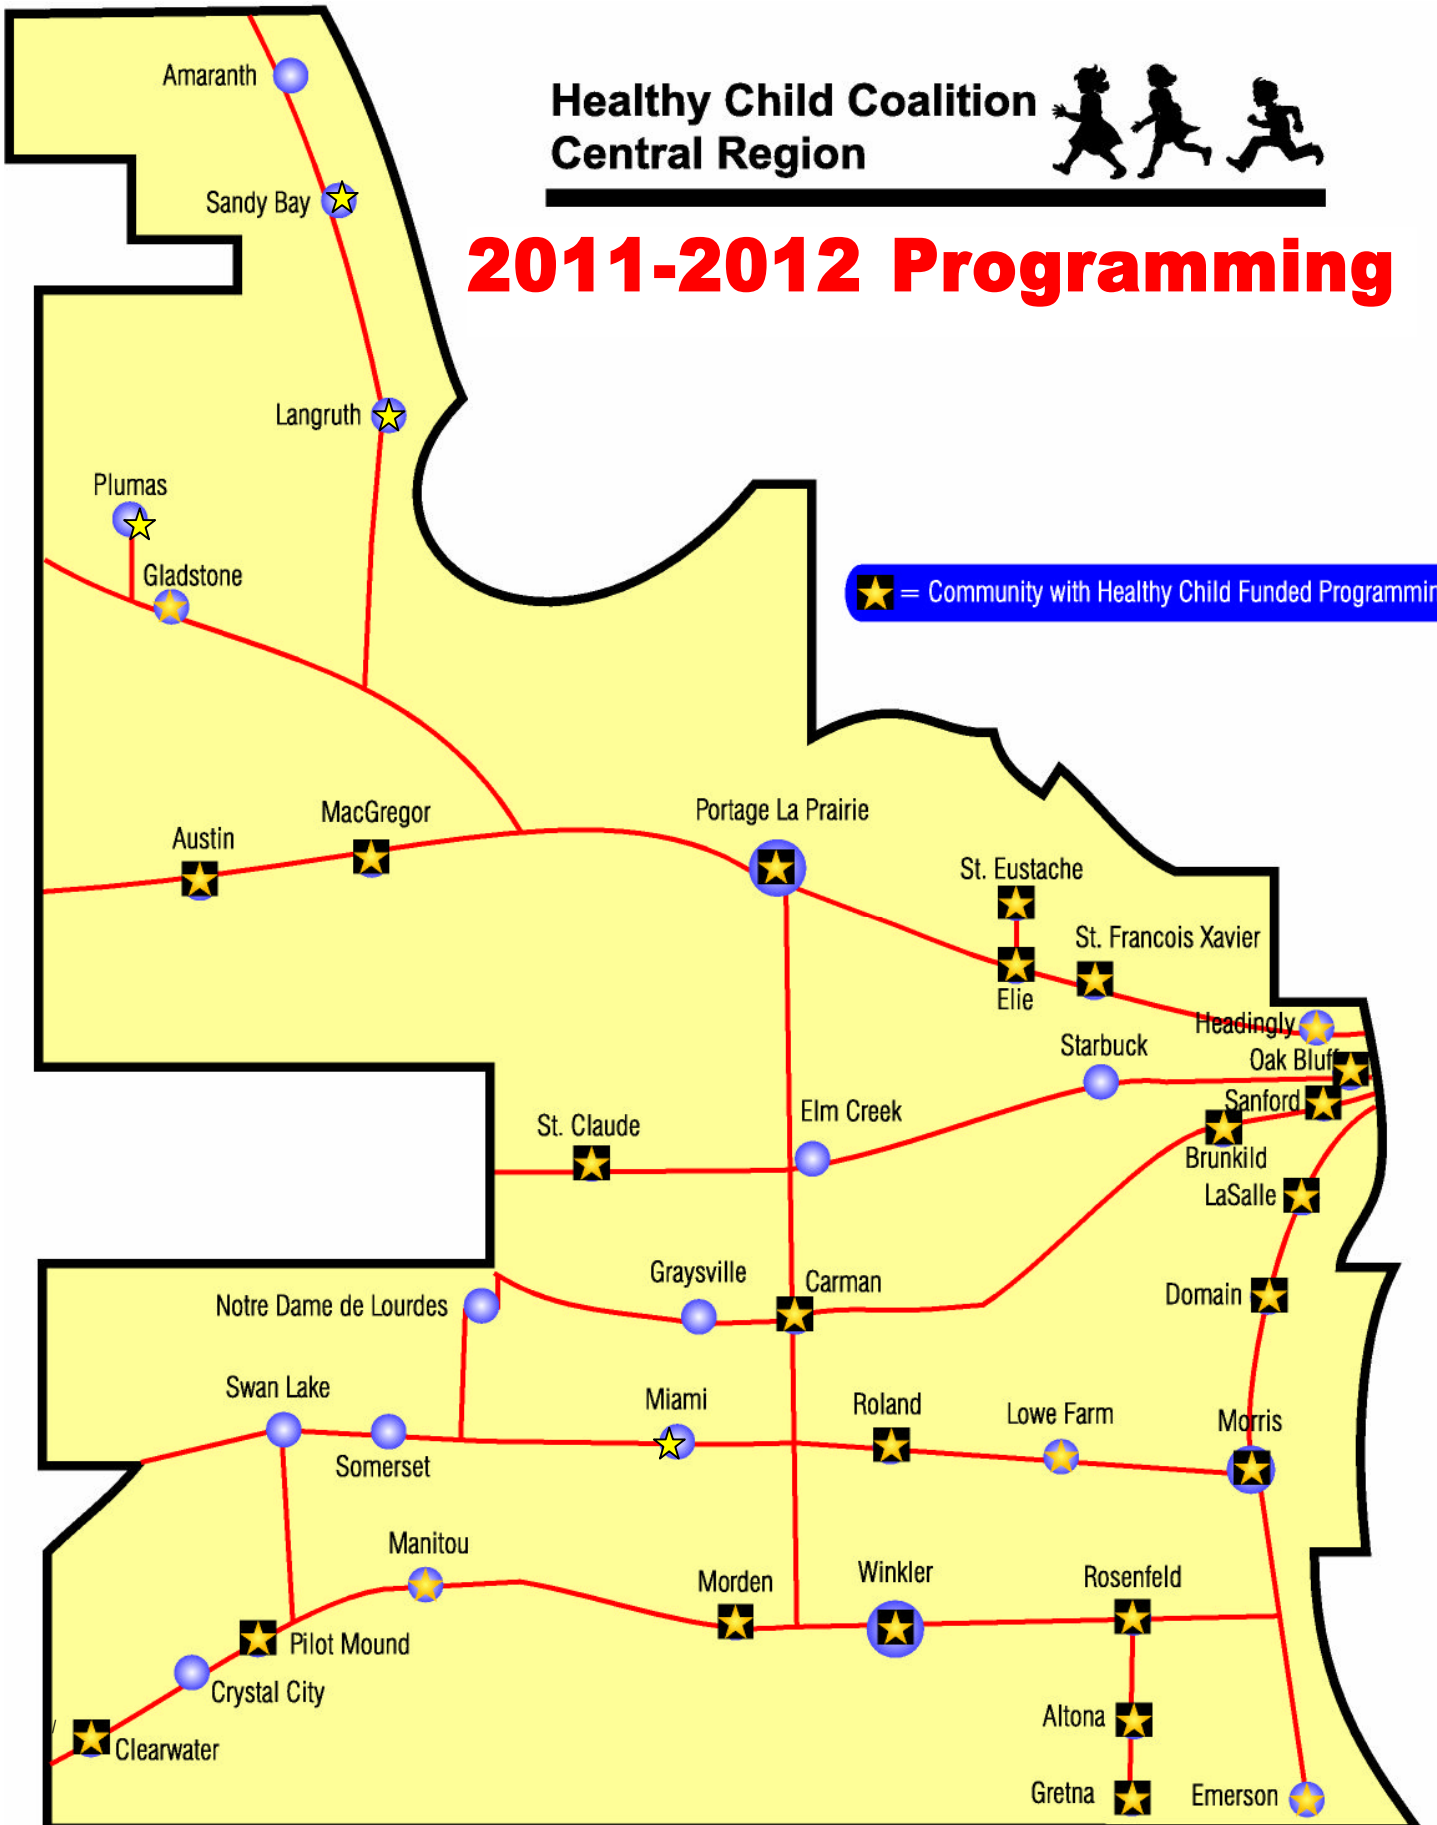 Healthy Child Coalition
Central Region
2011-2012 Programming
Amaranth
Sandy Bay
Langruth
Plumas
Gladstone
= Community with Healthy Child Funded Programmin
MacGregor
Austin
Portage La Prairie
St. Eustache
St. Francois Xavier
Elie
Headingly
Starbuck
Oak Bluff
Sanford
Elm Creek
St. Claude
Brunkild
LaSalle
Graysville
Carman
Domain
Notre Dame de Lourdes
Swan Lake
Miami
Roland
Lowe Farm
Morris
Somerset
Manitou
Winkler
Rosenfeld
Morden
Pilot Mound
Crystal City
Altona
Clearwater
Gretna
Emerson